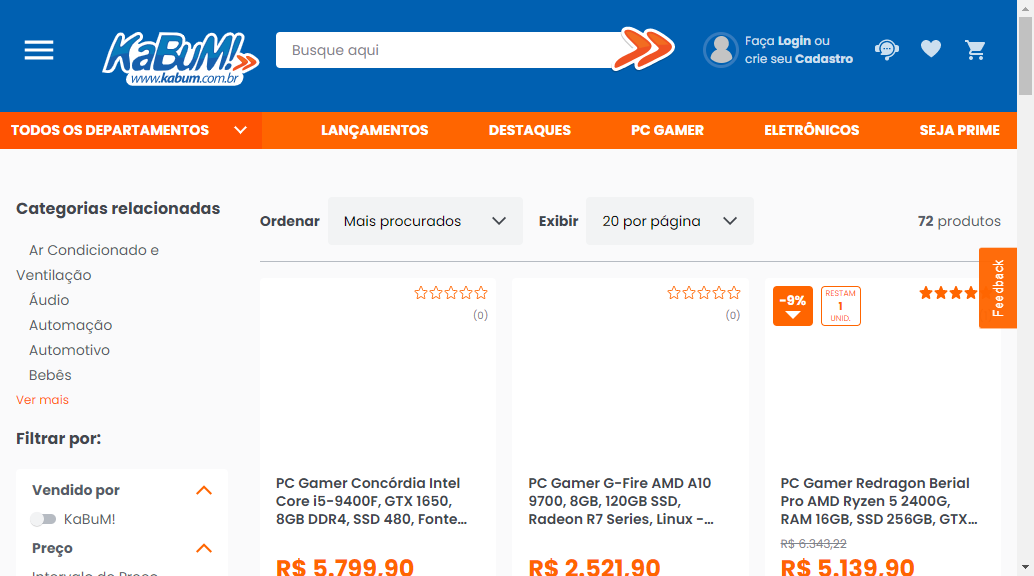 KaBuM!
www.kabum.com.br
Busque aqui
Faça Login ou
crie seu Cadastro
TODOS OS DEPARTAMENTOS
LANÇAMENTOS
DESTAQUES
PC GAMER
ELETRÔNICOS
SEJA PRIME
Categorias relacionadas
Ar Condicionado e
Ventilação
Áudio
Automação
Automotivo
Bebês
Ver mais
Filtrar por:
Vendido por
KaBuM!
Preço
Intervalo de Preço
Ordenar
Mais procurados
Exibir
20 por página
72 produtos
Feedback
(0)
PC Gamer Concórdia Intel
Core i5-9400F, GTX 1650,
8GB DDR4, SSD 480, Fonte...
R$ 5.799,90
(0)
PC Gamer G-Fire AMD A10
9700, 8GB, 120GB SSD,
Radeon R7 Series, Linux -...
R$ 2.521,90
-9%
RESTAM
1
UNID.
PC Gamer Redragon Berial
Pro AMD Ryzen 5 2400G,
RAM 16GB, SSD 256GB, GTX...
R$ 6.343,22
R$ 5.139,90